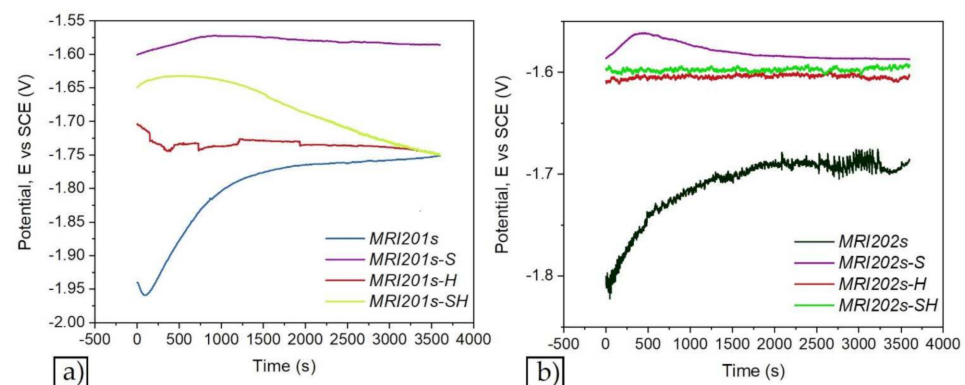 -1.55
-1.60
-1.65
-1.70
-1.75
-1.80
-1.85
-1.90
-1.95
-2.00
Potential, E vs SCE (V)
-500 0 500 1000 1500 2000 2500 3000 3500 4000
Time (s)
MRI201s
MRI201s-S
MRI201s-H
MRI201s-SH
a)
-1.6
-1.7
-1.8
Potential, E vs SCE (V)
-500 0 500 1000 1500 2000 2500 3000 3500 4000
Time (s)
MRI202s
MRI202s-S
MRI202s-H
MRI202s-SH
b)